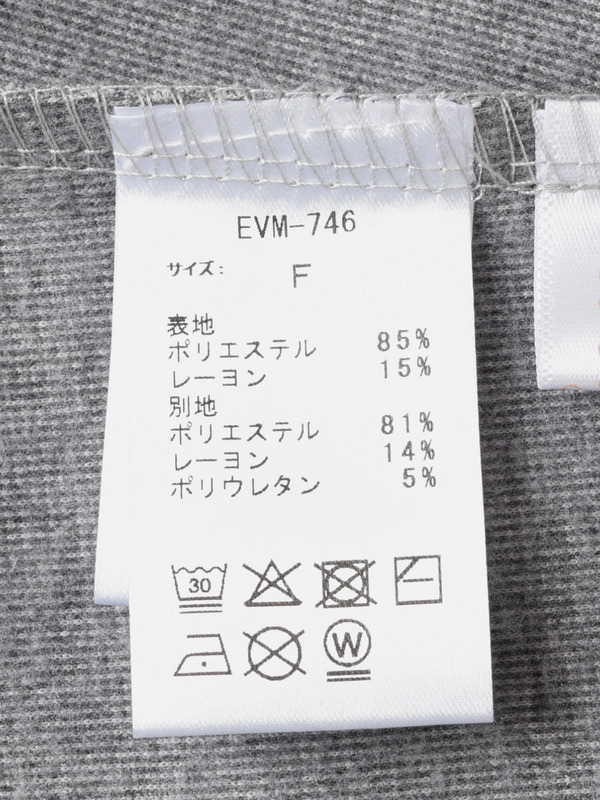 EVM-746
サイズ: F
表地
ポリエステル 85%
レーヨン 15%
別地
ポリエステル 81%
レーヨン 14%
ポリウレタン 5%
30
W